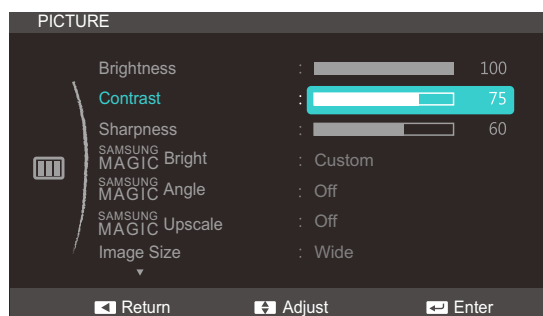 PICTURE
Brightness : 100
Contrast : 75
Sharpness : 60
SAMSUNG MAGIC Bright : Custom
SAMSUNG MAGIC Angle : Off
SAMSUNG MAGIC Upscale : Off
Image Size : Wide
Return Adjust Enter